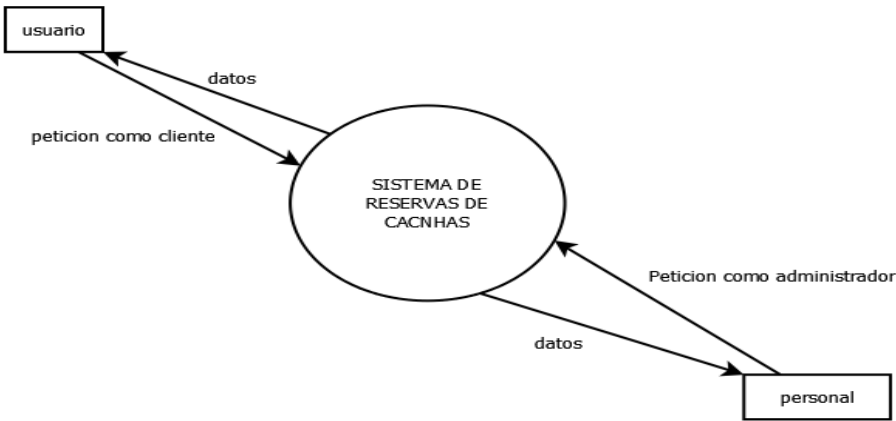 usuario
datos
peticion como cliente
SISTEMA DE
RESERVAS DE
CACNHAS
Peticion como administrador
datos
personal